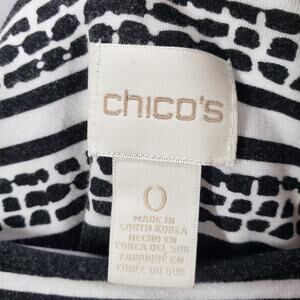 chico's
0
MADE IN
SOUTH KOREA
HECHO EN
COREA DEL SUR
FABRIQUÉ EN
CORÉE DU SUD